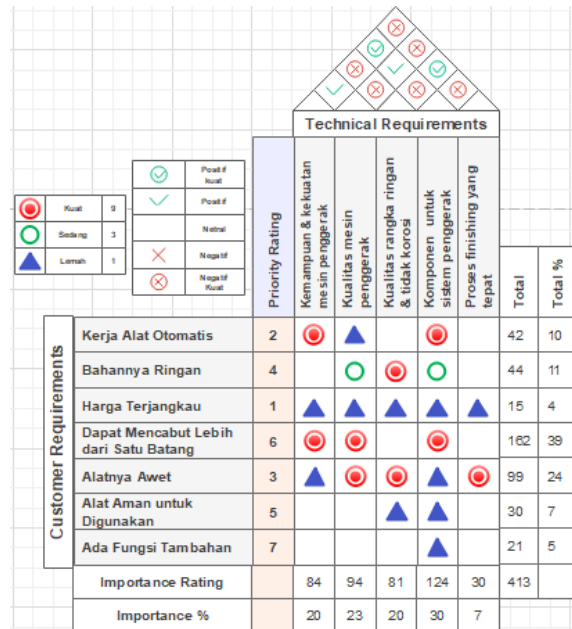 Technical Requirements
Kuat 9
Sedang 3
Lemah 1
Positif kuat
Positif
Netral
Negatif
Negatif Kuat
Priority Rating
Kemampuan & kekuatan mesin penggerak
Kualitas mesin penggerak
Kualitas rangka ringan & tidak korosi
Komponen untuk sistem penggerak
Proses finishing yang tepat
Total
Total %
Customer Requirements
Kerja Alat Otomatis 2 42 10
Bahannya Ringan 4 44 11
Harga Terjangkau 1 15 4
Dapat Mencabut Lebih
dari Satu Batang 6 162 39
Alatnya Awet 3 99 24
Alat Aman untuk
Digunakan 5 30 7
Ada Fungsi Tambahan 7 21 5
Importance Rating 84 94 81 124 30 413
Importance % 20 23 20 30 7